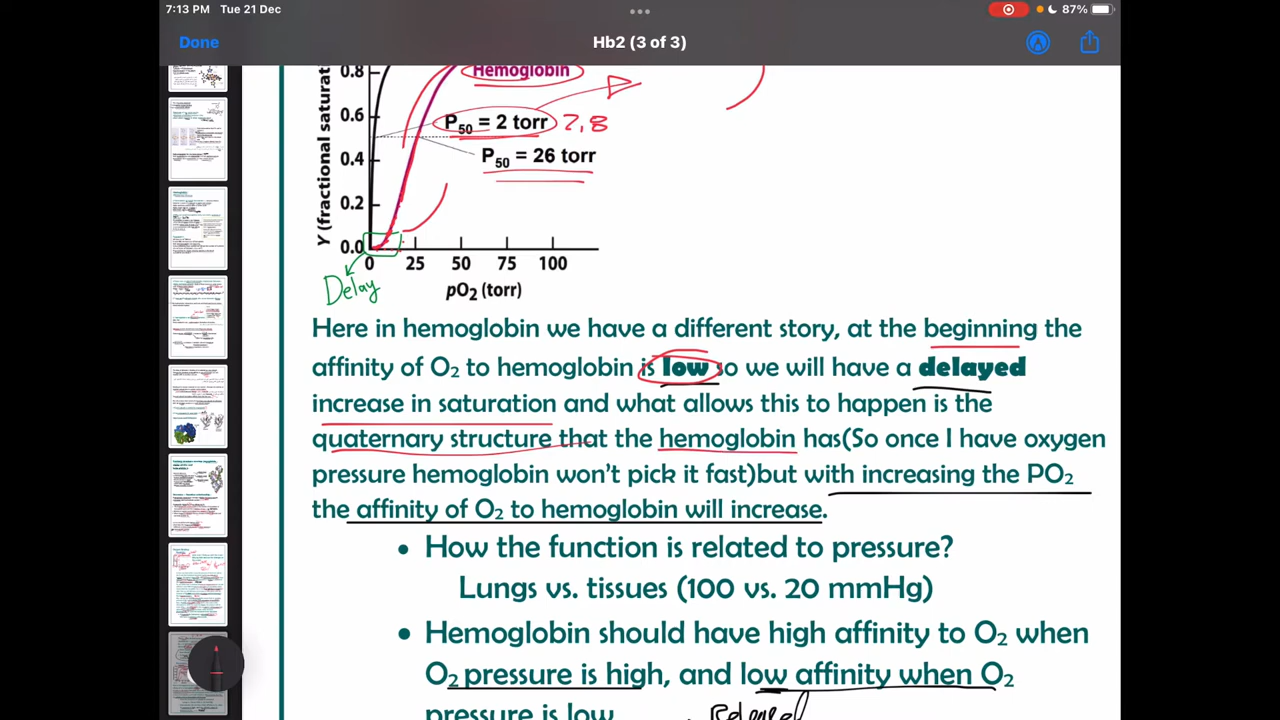 7:13 PM Tue 21 Dec
87%
Done
Hb2 (3 of 3)
0.8
Hemoglobin
0.6
P50 = 2 torr 2,8
0.4
P50 = 26 torr
0.2
0.0
Y (fractional saturat
0 25 50 75 100
Delay
pO2 (torr)
Here in hemoglobin we have a different story, at the beginning the
affinity of O2 to hemoglobin is low so we will have a delayed
increase in saturation and what allows this to happen is the
quaternary structure that the hemoglobin has(So once I have oxygen
pressure hemoglobin won't pick it fast)but with increasing the PO2
the affinity of O2 to hemoglobin will increase.
• How the function is related to pressure?
Lungs vs. tissues (100 vs. 20 mmHg)
• Hemoglobin should have high affinity to O2 when
O2 pressure is high, and low affinity when O2
pressure is low
Released